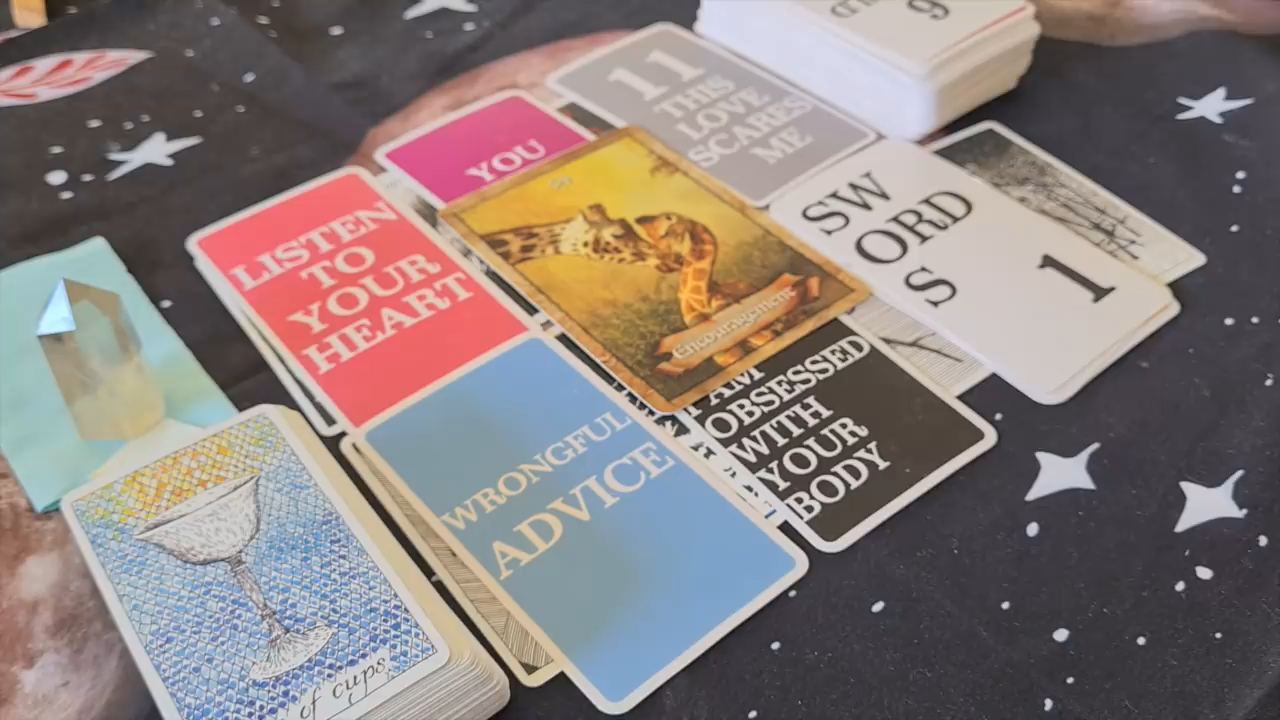 9
11
THIS
LOVE
SCARES
ME
YOU
SW
ORD
S
1
LISTEN
TO
YOUR
HEART
Encouragement
I AM
OBSESSED
WITH
YOUR
BODY
WRONGFUL
ADVICE
of cups